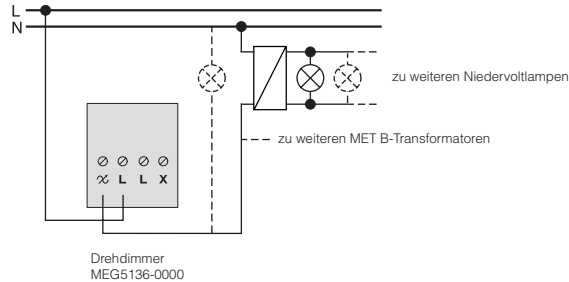 L
N
zu weiteren Niedervoltlampen
zu weiteren MET B-Transformatoren
L L X
Drehdimmer
MEG5136-0000